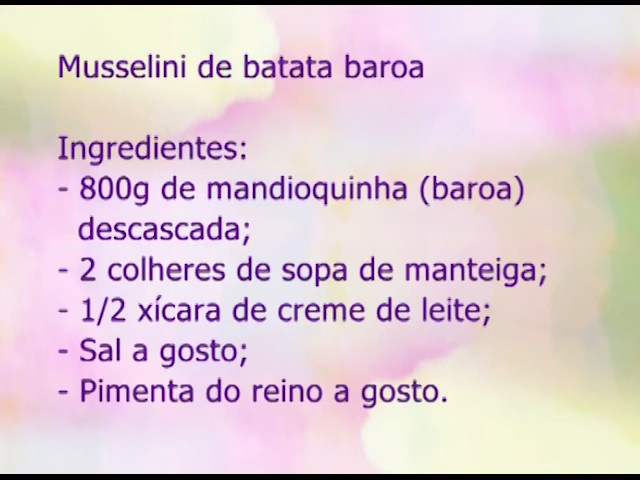 Musselini de batata baroa
Ingredientes:
- 800g de mandioquinha (baroa)
descascada;
- 2 colheres de sopa de manteiga;
- 1/2 xícara de creme de leite;
- Sal a gosto;
- Pimenta do reino a gosto.